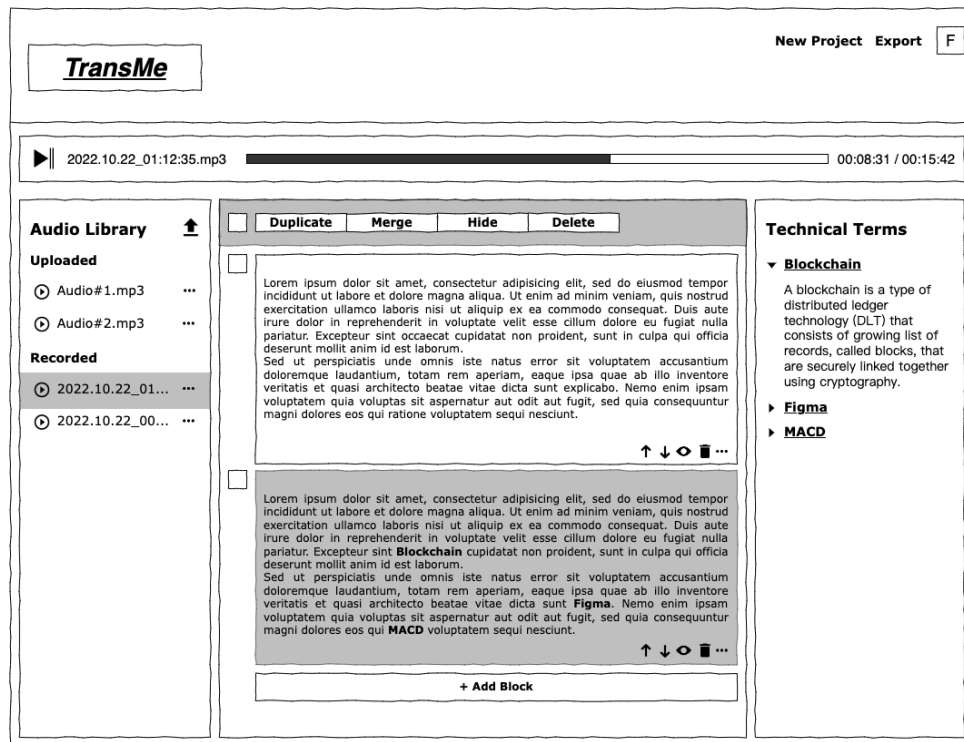 New Project Export F
TransMe
2022.10.22_01:12:35.mp3 00:08:31 / 00:15:42
Audio Library
Uploaded
Audio#1.mp3
Audio#2.mp3
Recorded
2022.10.22_01...
2022.10.22_00...
Duplicate Merge Hide Delete
Lorem ipsum dolor sit amet, consectetur adipisicing elit, sed do eiusmod tempor
incididunt ut labore et dolore magna aliqua. Ut enim ad minim veniam, quis nostrud
exercitation ullamco laboris nisi ut aliquip ex ea commodo consequat. Duis aute
irure dolor in reprehenderit in voluptate velit esse cillum dolore eu fugiat nulla
pariatur. Excepteur sint occaecat cupidatat non proident, sunt in culpa qui officia
deserunt mollit anim id est laborum.
Sed ut perspiciatis unde omnis iste natus error sit voluptatem accusantium
doloremque laudantium, totam rem aperiam, eaque ipsa quae ab illo inventore
veritatis et quasi architecto beatae vitae dicta sunt explicabo. Nemo enim ipsam
voluptatem quia voluptas sit aspernatur aut odit aut fugit, sed quia consequuntur
magni dolores eos qui ratione voluptatem sequi nesciunt.
Lorem ipsum dolor sit amet, consectetur adipisicing elit, sed do eiusmod tempor
incididunt ut labore et dolore magna aliqua. Ut enim ad minim veniam, quis nostrud
exercitation ullamco laboris nisi ut aliquip ex ea commodo consequat. Duis aute
irure dolor in reprehenderit in voluptate velit esse cillum dolore eu fugiat nulla
pariatur. Excepteur sint Blockchain cupidatat non proident, sunt in culpa qui officia
deserunt mollit anim id est laborum.
Sed ut perspiciatis unde omnis iste natus error sit voluptatem accusantium
doloremque laudantium, totam rem aperiam, eaque ipsa quae ab illo inventore
veritatis et quasi architecto beatae vitae dicta sunt Figma. Nemo enim ipsam
voluptatem quia voluptas sit aspernatur aut odit aut fugit, sed quia consequuntur
magni dolores eos qui MACD voluptatem sequi nesciunt.
+ Add Block
Technical Terms
Blockchain
A blockchain is a type of
distributed ledger
technology (DLT) that
consists of growing list of
records, called blocks, that
are securely linked together
using cryptography.
Figma
MACD